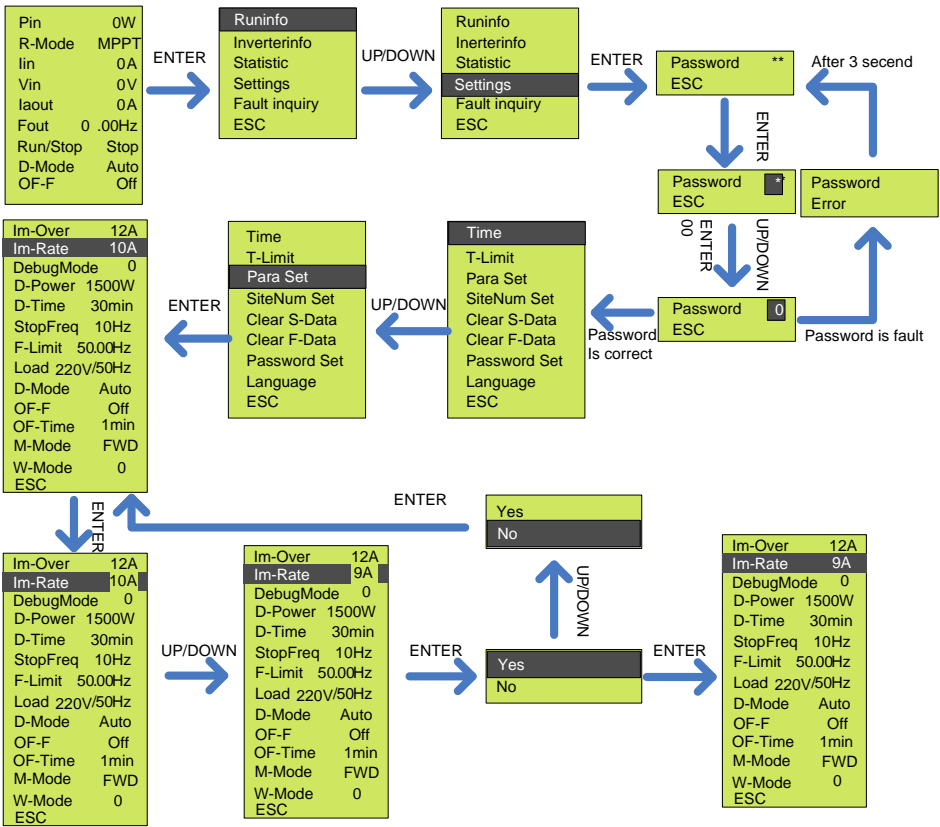 Pin 0W
R-Mode MPPT
Iin 0A
Vin 0V
Iaout 0A
Fout 0 .00Hz
Run/Stop Stop
D-Mode Auto
OF-F Off
ENTER
Runinfo
Inverterinfo
Statistic
Settings
Fault inquiry
ESC
UP/DOWN
Runinfo
Inerterinfo
Statistic
Settings
Fault inquiry
ESC
ENTER
Password **
ESC
After 3 secend
ENTER
Password **
ESC
Password
Error
UP/DOWN
ENTER
00
Password 0
ESC
Password is fault
Password
Is correct
Time
T-Limit
Para Set
SiteNum Set
Clear S-Data
Clear F-Data
Password Set
Language
ESC
UP/DOWN
Time
T-Limit
Para Set
SiteNum Set
Clear S-Data
Clear F-Data
Password Set
Language
ESC
ENTER
Im-Over 12A
Im-Rate 10A
DebugMode 0
D-Power 1500W
D-Time 30min
StopFreq 10Hz
F-Limit 50.00Hz
Load 220V/50Hz
D-Mode Auto
OF-F Off
OF-Time 1min
M-Mode FWD
W-Mode 0
ESC
ENTER
Im-Over 12A
Im-Rate 10A
DebugMode 0
D-Power 1500W
D-Time 30min
StopFreq 10Hz
F-Limit 50.00Hz
Load 220V/50Hz
D-Mode Auto
OF-F Off
OF-Time 1min
M-Mode FWD
W-Mode 0
ESC
UP/DOWN
Im-Over 12A
Im-Rate 9A
DebugMode 0
D-Power 1500W
D-Time 30min
StopFreq 10Hz
F-Limit 50.00Hz
Load 220V/50Hz
D-Mode Auto
OF-F Off
OF-Time 1min
M-Mode FWD
W-Mode 0
ESC
ENTER
Yes
No
UP/DOWN
Yes
No
ENTER
ENTER
Im-Over 12A
Im-Rate 9A
DebugMode 0
D-Power 1500W
D-Time 30min
StopFreq 10Hz
F-Limit 50.00Hz
Load 220V/50Hz
D-Mode Auto
OF-F Off
OF-Time 1min
M-Mode FWD
W-Mode 0
ESC